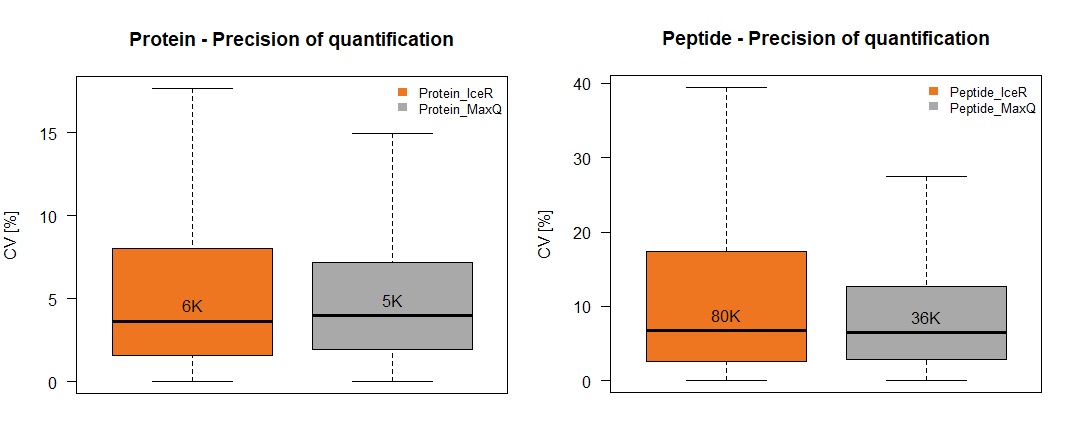 Protein - Precision of quantification
Protein_IceR
Protein_MaxQ
CV [%]
15
10
5
0
6K
5K
Peptide - Precision of quantification
Peptide_IceR
Peptide_MaxQ
CV [%]
40
30
20
10
0
80K
36K